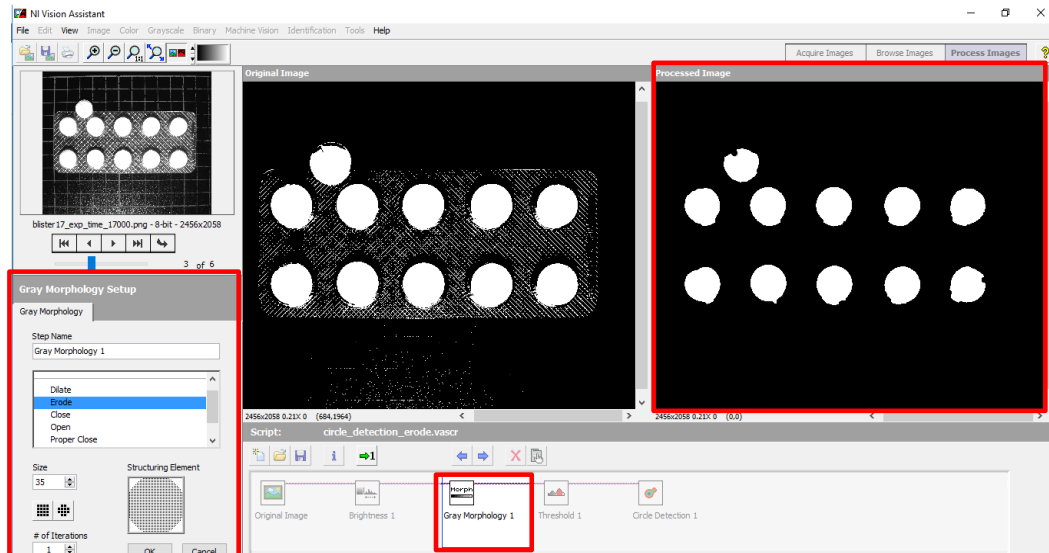 NI Vision Assistant
File Edit View Image Color Grayscale Binary Machine Vision Identification Tools Help
1:1
Acquire Images Browse Images Process Images
Original Image
Processed Image
blister17_exp_time_17000.png - 8-bit - 2456x2058
3 of 6
2456x2058 0.21X 0 (684,1964)
2456x2058 0.21X 0 (0,0)
Gray Morphology Setup
Gray Morphology
Step Name
Gray Morphology 1
Dilate
Erode
Close
Open
Proper Close
Size
Structuring Element
35
# of Iterations
1
OK Cancel
Script: circle_detection_erode.vascr
1
Morph
Original Image Brightness 1 Gray Morphology 1 Threshold 1 Circle Detection 1